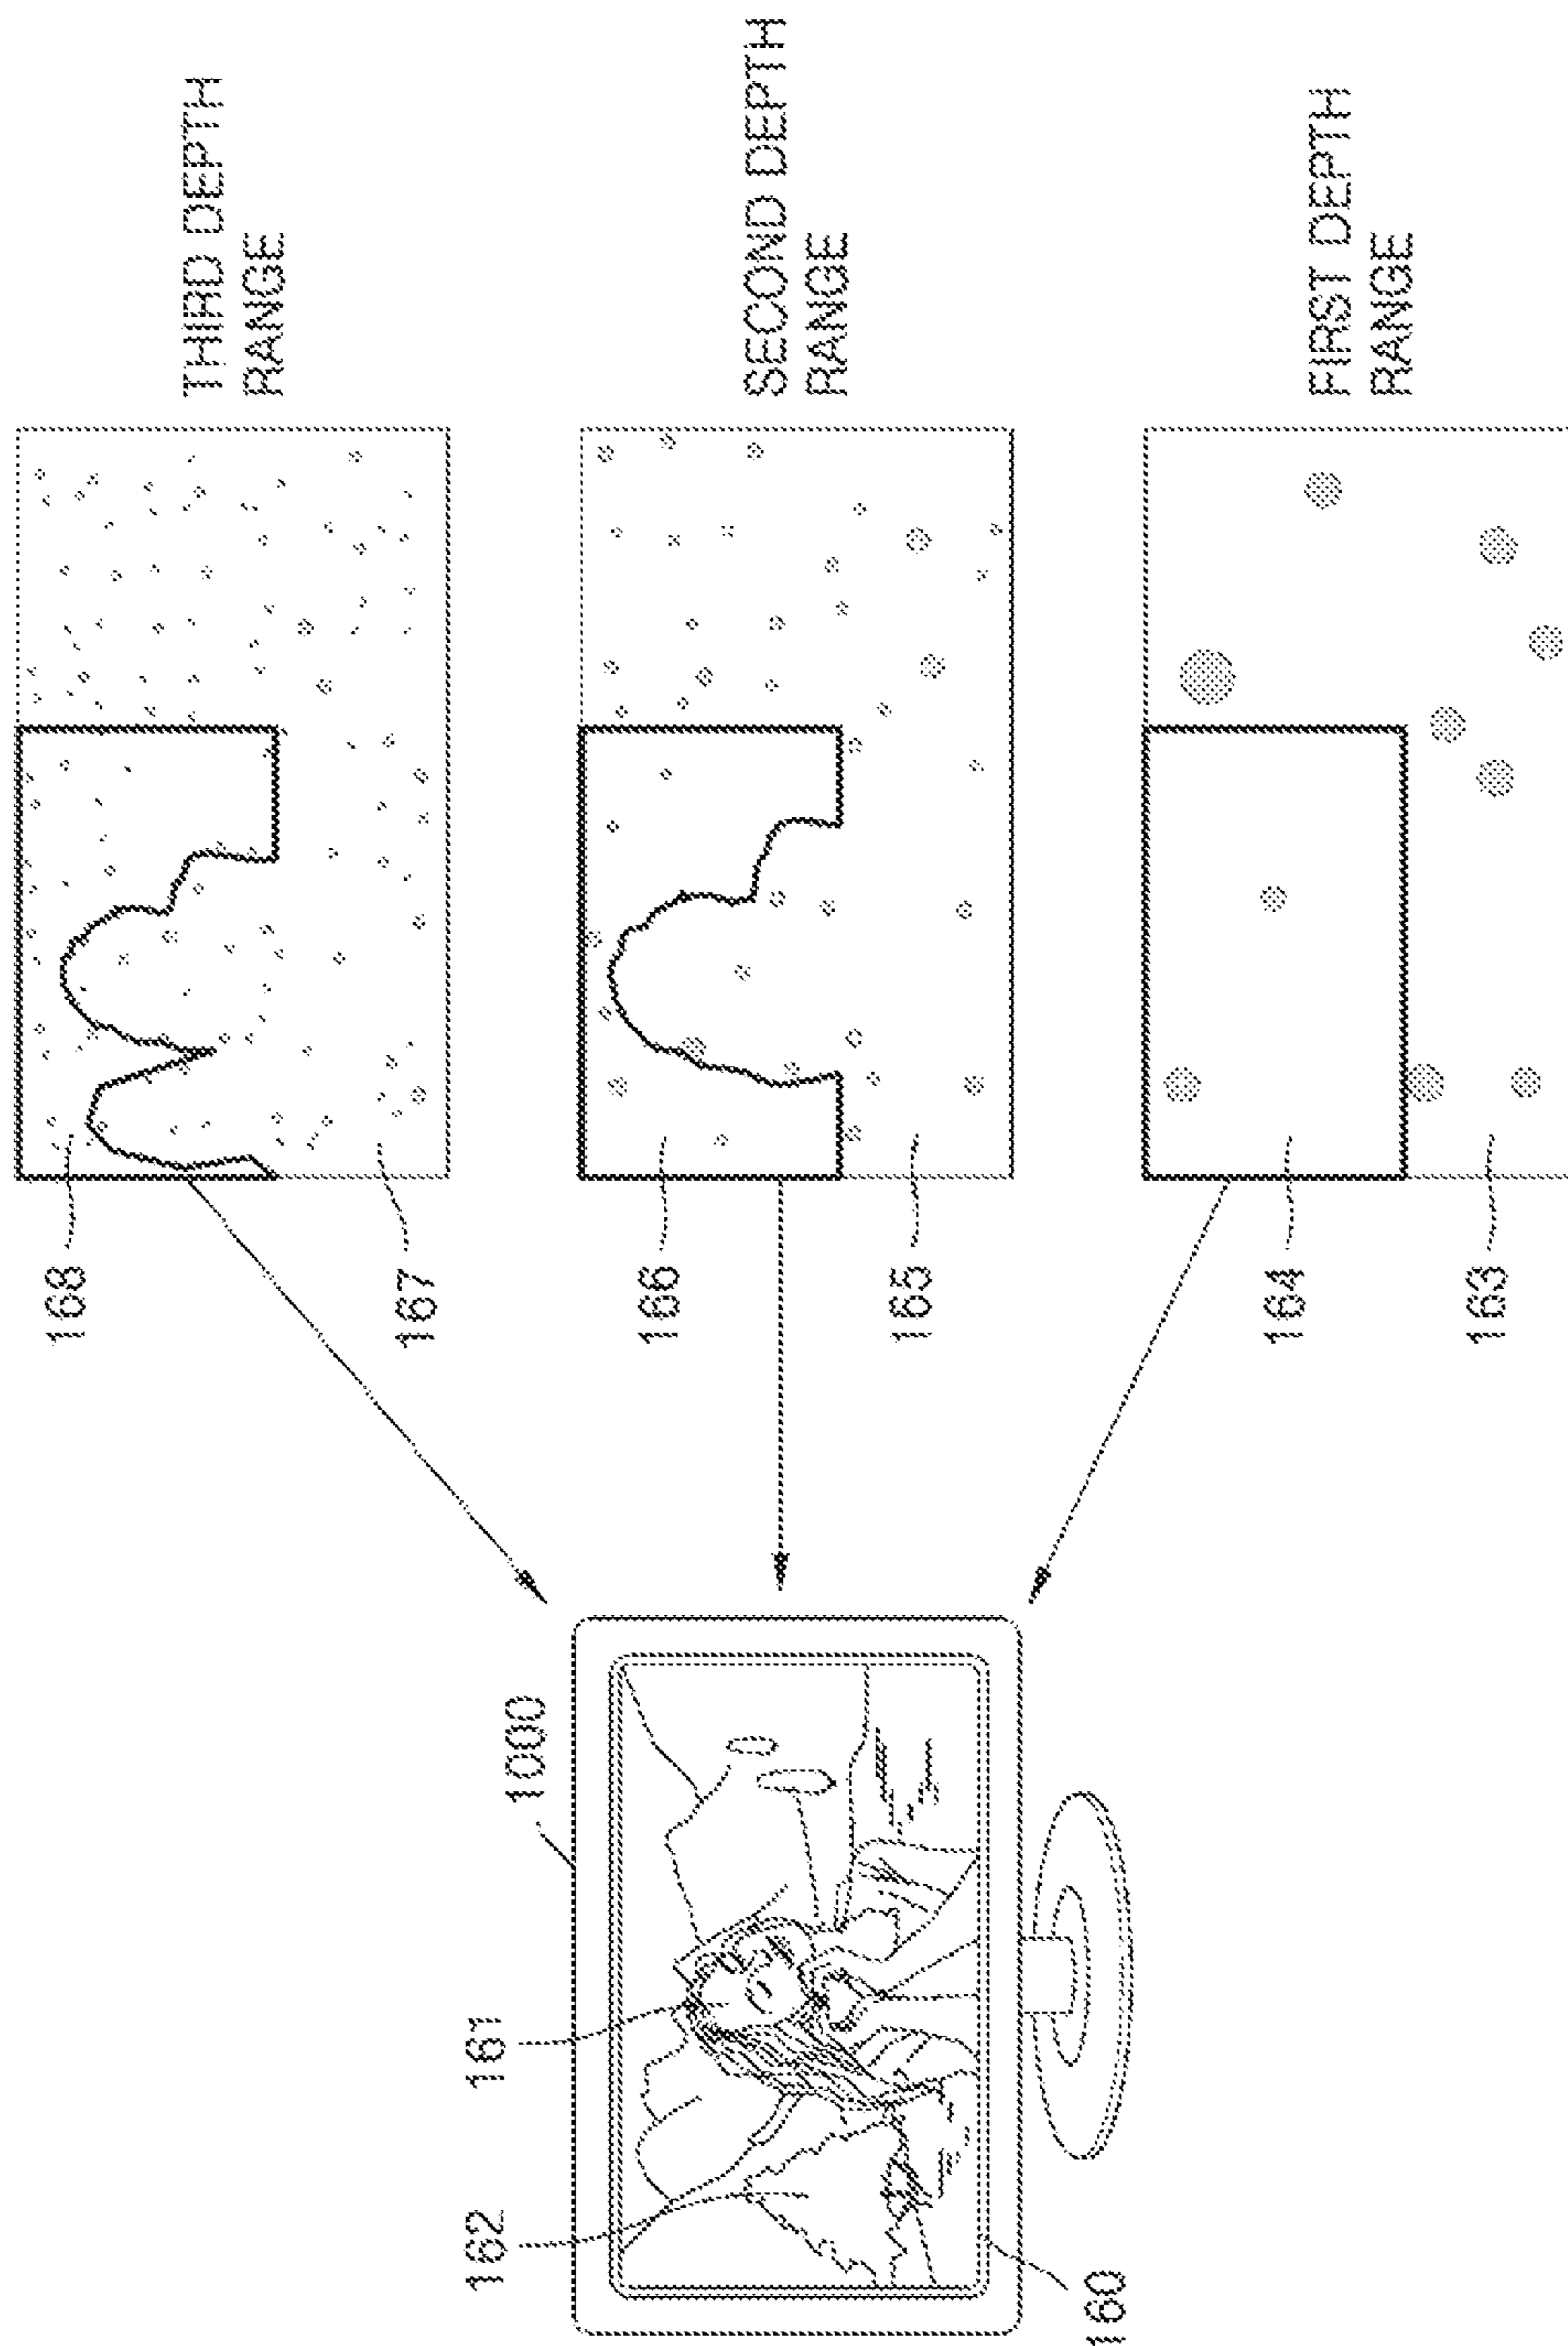 THIRD DEPTH
RANGE
168
167
SECOND DEPTH
RANGE
166
165
FIRST DEPTH
RANGE
164
163
1000
161
162
160